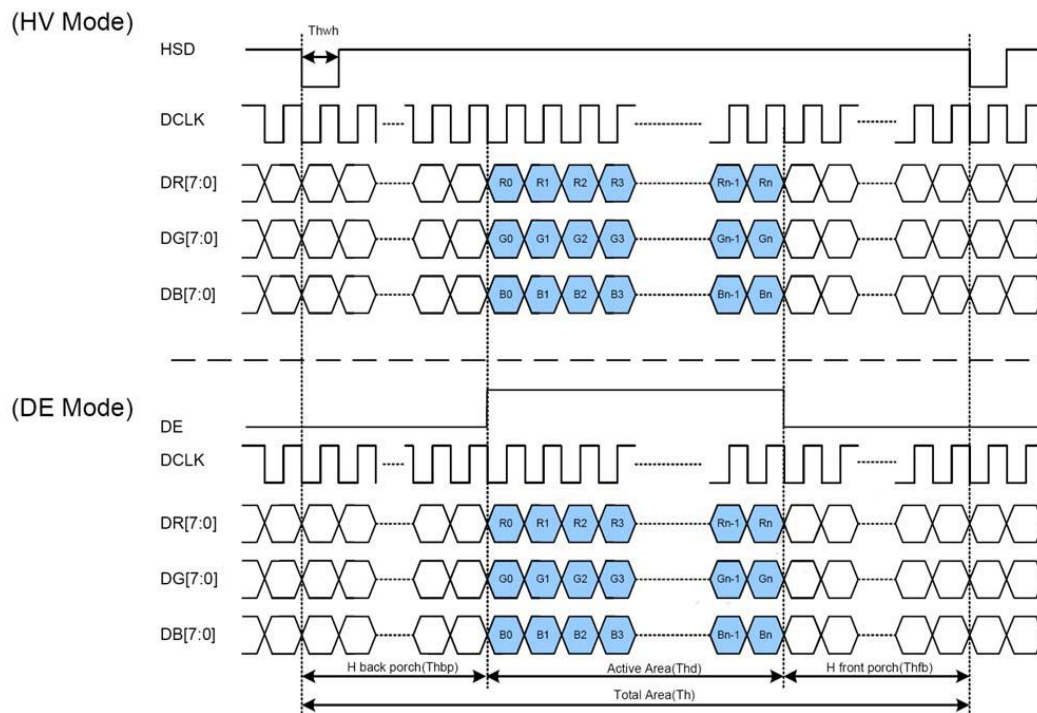 (HV Mode)
Thwh
HSD
DCLK
DR[7:0] R0 R1 R2 R3 Rn-1 Rn
DG[7:0] G0 G1 G2 G3 Gn-1 Gn
DB[7:0] B0 B1 B2 B3 Bn-1 Bn
(DE Mode)
DE
DCLK
DR[7:0] R0 R1 R2 R3 Rn-1 Rn
DG[7:0] G0 G1 G2 G3 Gn-1 Gn
DB[7:0] B0 B1 B2 B3 Bn-1 Bn
H back porch(Thbp) Active Area(Thd) H front porch(Thfb)
Total Area(Th)